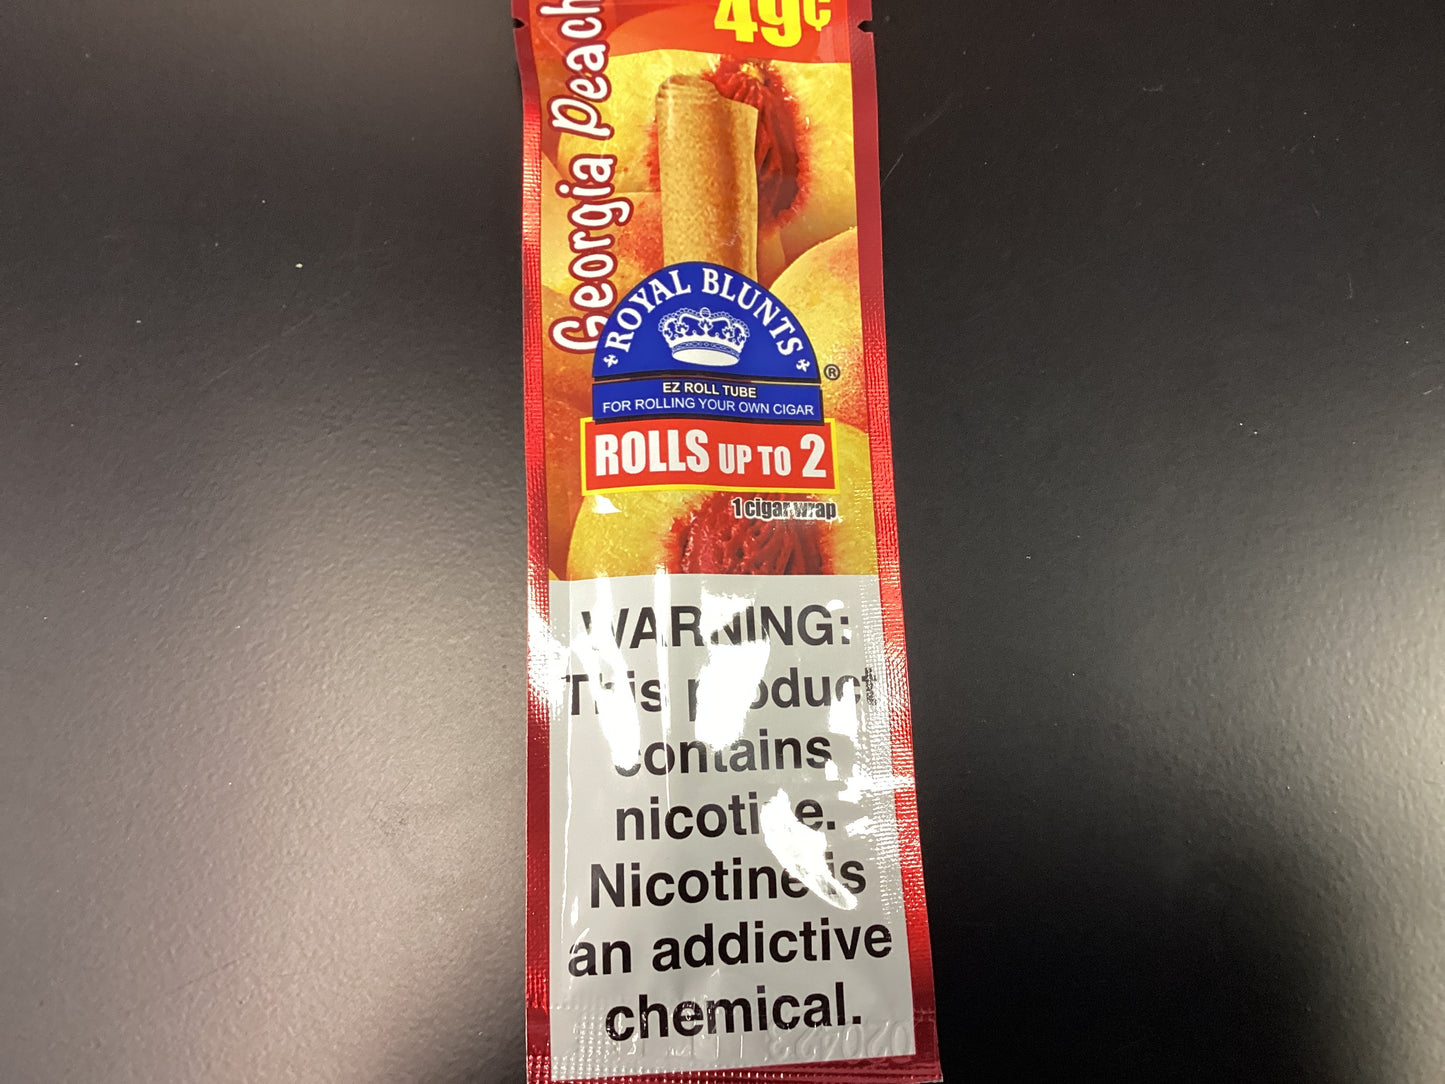 49¢
Georgia Peach
ROYAL BLUNTS
®
EZ ROLL TUBE
FOR ROLLING YOUR OWN CIGAR
ROLLS UP TO 2
1 cigar wrap
WARNING:
This product
contains
nicotine.
Nicotine is
an addictive
chemical.